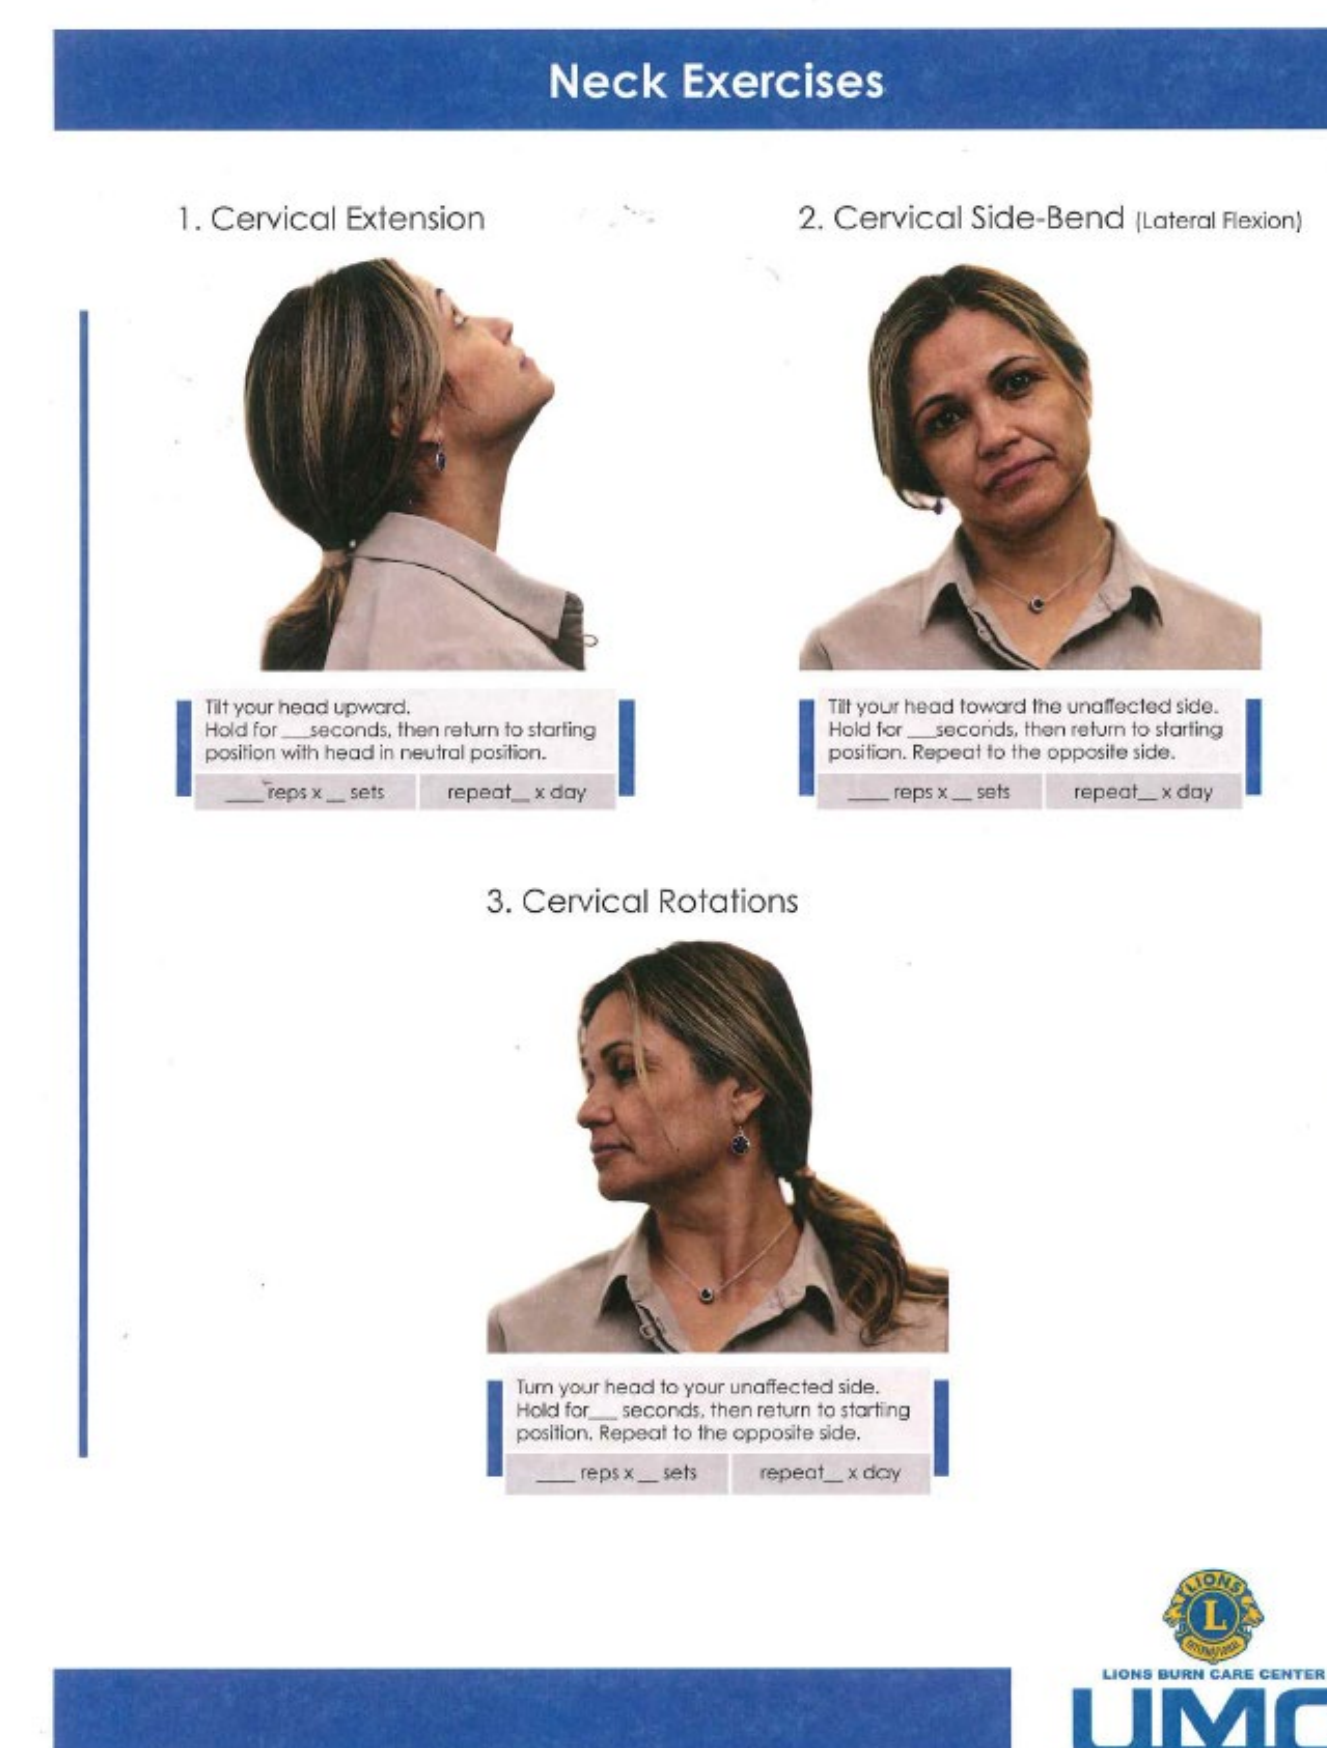 Neck Exercises
1. Cervical Extension
2. Cervical Side-Bend (Lateral Flexion)
Tilt your head upward.
Hold for ___seconds, then return to starting
position with head in neutral position.
____reps x __ sets
repeat__ x day
Tilt your head toward the unaffected side.
Hold for ___seconds, then return to starting
position. Repeat to the opposite side.
____ reps x __ sets
repeat__ x day
3. Cervical Rotations
Turn your head to your unaffected side.
Hold for___ seconds, then return to starting
position. Repeat to the opposite side.
____ reps x __ sets
repeat__ x day
LIONS
L
INTERNATIONAL
LIONS BURN CARE CENTER
UMC